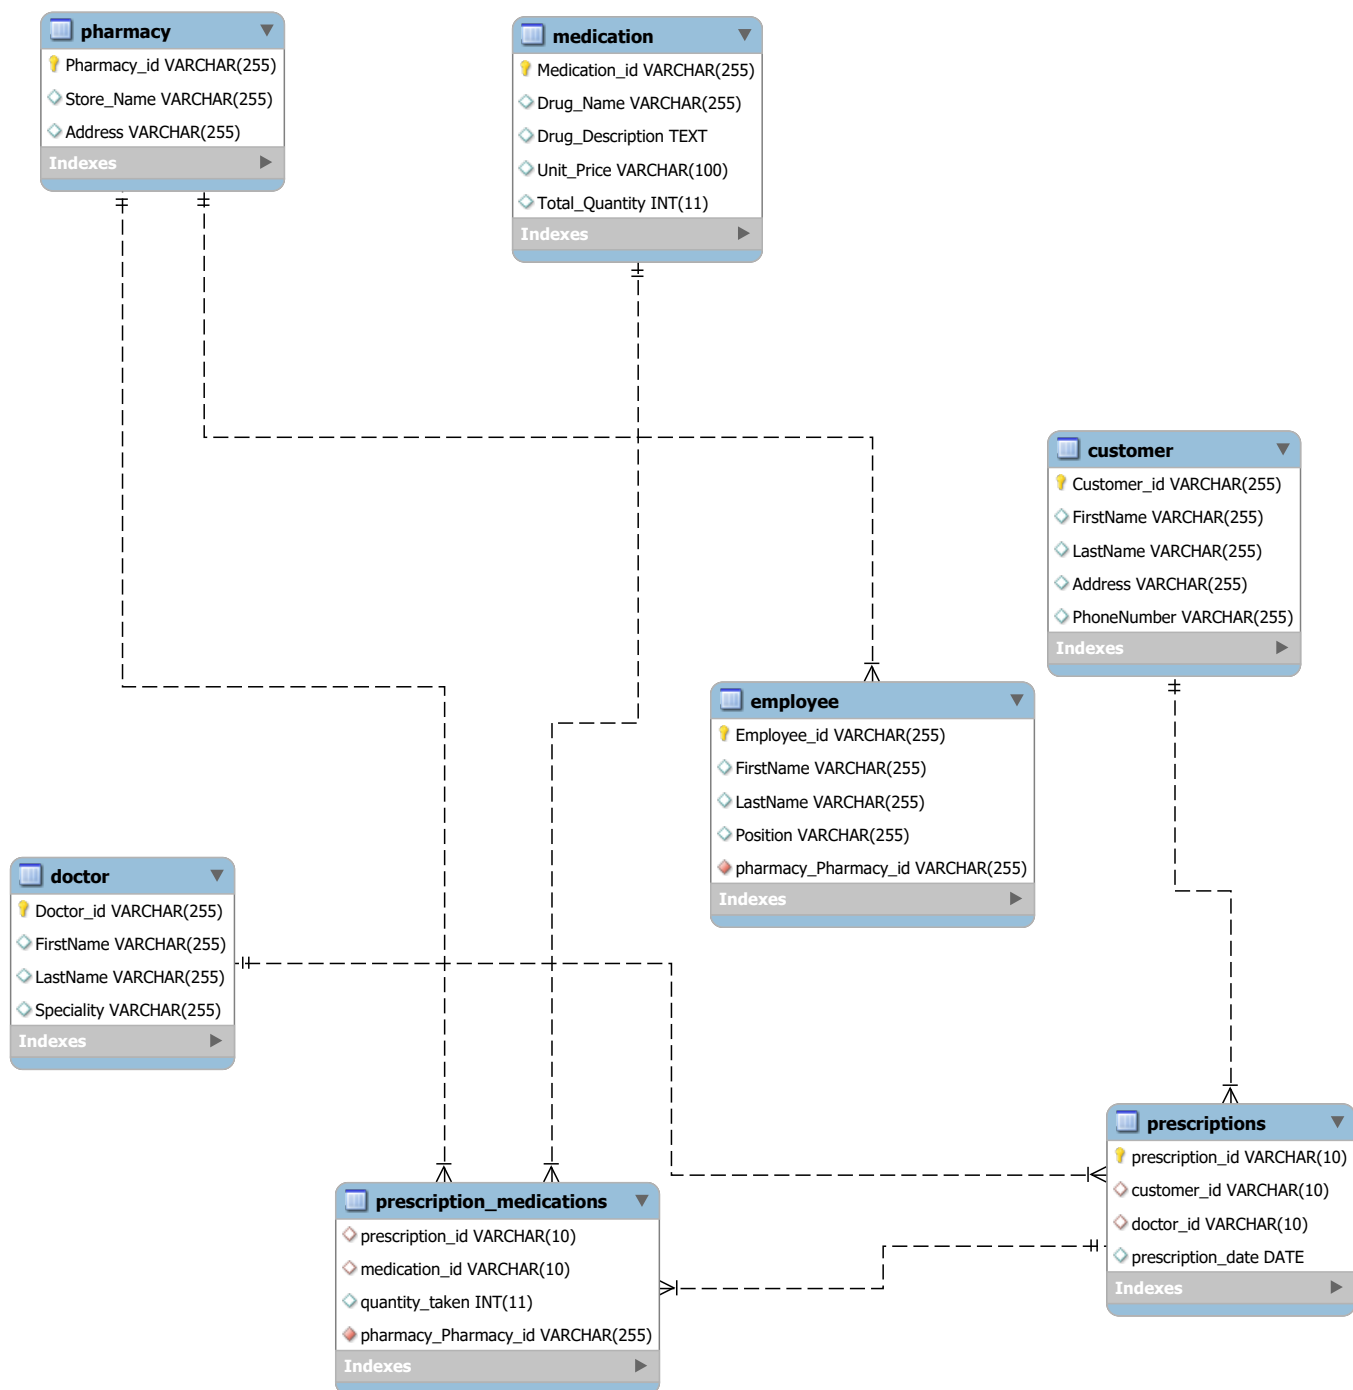 pharmacy
Pharmacy_id VARCHAR(255)
Store_Name VARCHAR(255)
Address VARCHAR(255)
Indexes
medication
Medication_id VARCHAR(255)
Drug_Name VARCHAR(255)
Drug_Description TEXT
Unit_Price VARCHAR(100)
Total_Quantity INT(11)
Indexes
customer
Customer_id VARCHAR(255)
FirstName VARCHAR(255)
LastName VARCHAR(255)
Address VARCHAR(255)
PhoneNumber VARCHAR(255)
Indexes
employee
Employee_id VARCHAR(255)
FirstName VARCHAR(255)
LastName VARCHAR(255)
Position VARCHAR(255)
pharmacy_Pharmacy_id VARCHAR(255)
Indexes
doctor
Doctor_id VARCHAR(255)
FirstName VARCHAR(255)
LastName VARCHAR(255)
Speciality VARCHAR(255)
Indexes
prescriptions
prescription_id VARCHAR(10)
customer_id VARCHAR(10)
doctor_id VARCHAR(10)
prescription_date DATE
Indexes
prescription_medications
prescription_id VARCHAR(10)
medication_id VARCHAR(10)
quantity_taken INT(11)
pharmacy_Pharmacy_id VARCHAR(255)
Indexes